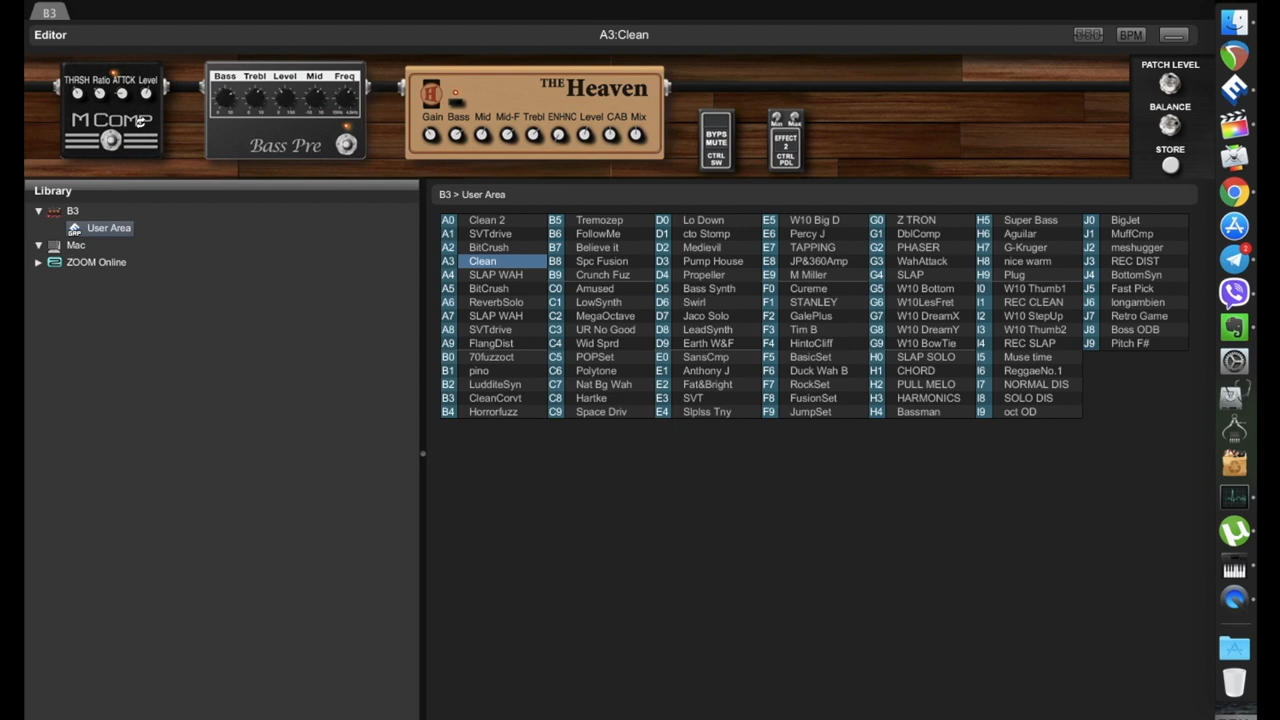 B3
Editor
A3:Clean
BPM
THRSH Ratio ATTCK Level
M COMP
Bass Trebl Level Mid Freq
Bass Pre
THE Heaven
Gain Bass Mid Mid-F Trebl ENHNC Level CAB Mix
BYPS
MUTE
CTRL
SW
Min Max
EFFECT
2
CTRL
PDL
PATCH LEVEL
BALANCE
STORE
Library
B3
User Area
Mac
ZOOM Online
B3 > User Area
A0 Clean 2 B5 Tremozep D0 Lo Down E5 W10 Big D G0 Z TRON H5 Super Bass J0 BigJet
A1 SVTdrive B6 FollowMe D1 cto Stomp E6 Percy J G1 DblComp H6 Aguilar J1 MuffCmp
A2 BitCrush B7 Believe it D2 Medievil E7 TAPPING G2 PHASER H7 G-Kruger J2 meshugger
A3 Clean B8 Spc Fusion D3 Pump House E8 JP&360Amp G3 WahAttack H8 nice warm J3 REC DIST
A4 SLAP WAH B9 Crunch Fuz D4 Propeller E9 M Miller G4 SLAP H9 Plug J4 BottomSyn
A5 BitCrush C0 Amused D5 Bass Synth F0 Cureme G5 W10 Bottom I0 W10 Thumb1 J5 Fast Pick
A6 ReverbSolo C1 LowSynth D6 Swirl F1 STANLEY G6 W10LesFret I1 REC CLEAN J6 longambien
A7 SLAP WAH C2 MegaOctave D7 Jaco Solo F2 GalePlus G7 W10 DreamX I2 W10 StepUp J7 Retro Game
A8 SVTdrive C3 UR No Good D8 LeadSynth F3 Tim B G8 W10 DreamY I3 W10 Thumb2 J8 Boss ODB
A9 FlangDist C4 Wid Sprd D9 Earth W&F F4 HintoCliff G9 W10 BowTie I4 REC SLAP J9 Pitch F#
B0 70fuzzoct C5 POPSet E0 SansCmp F5 BasicSet H0 SLAP SOLO I5 Muse time
B1 pino C6 Polytone E1 Anthony J F6 Duck Wah B H1 CHORD I6 ReggaeNo.1
B2 LudditeSyn C7 Nat Bg Wah E2 Fat&Bright F7 RockSet H2 PULL MELO I7 NORMAL DIS
B3 CleanCorvt C8 Hartke E3 SVT F8 FusionSet H3 HARMONICS I8 SOLO DIS
B4 Horrorfuzz C9 Space Driv E4 Slplss Tny F9 JumpSet H4 Bassman I9 oct OD
2